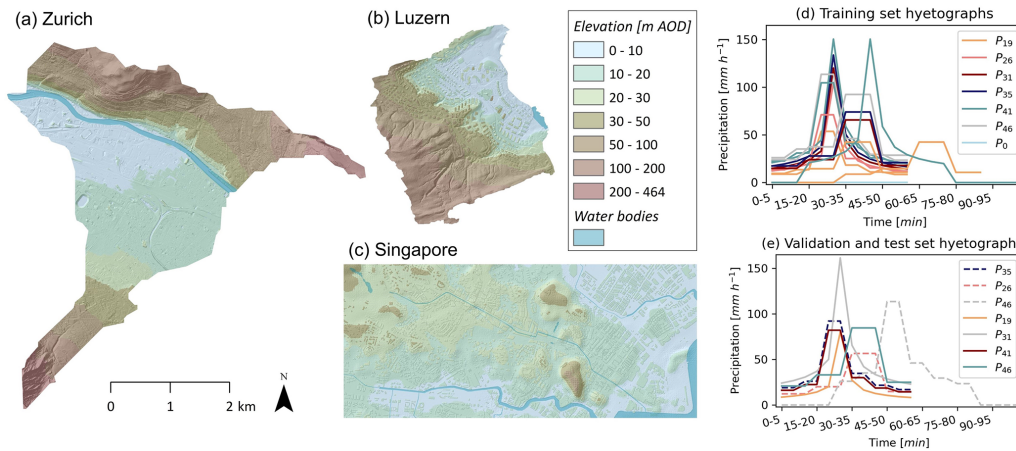 (a) Zurich
(b) Luzern
Elevation [m AOD]
0 - 10
10 - 20
20 - 30
30 - 50
50 - 100
100 - 200
200 - 464
Water bodies
(c) Singapore
0 1 2 km
N
(d) Training set hyetographs
Precipitation [mm h⁻¹]
150
100
50
0
P₁₉
P₂₆
P₃₁
P₃₅
P₄₁
P₄₆
P₀
0-5 15-20 30-35 45-50 60-65 75-80 90-95
Time [min]
(e) Validation and test set hyetograph
Precipitation [mm h⁻¹]
150
100
50
0
P₃₅
P₂₆
P₄₆
P₁₉
P₃₁
P₄₁
P₄₆
0-5 15-20 30-35 45-50 60-65 75-80 90-95
Time [min]